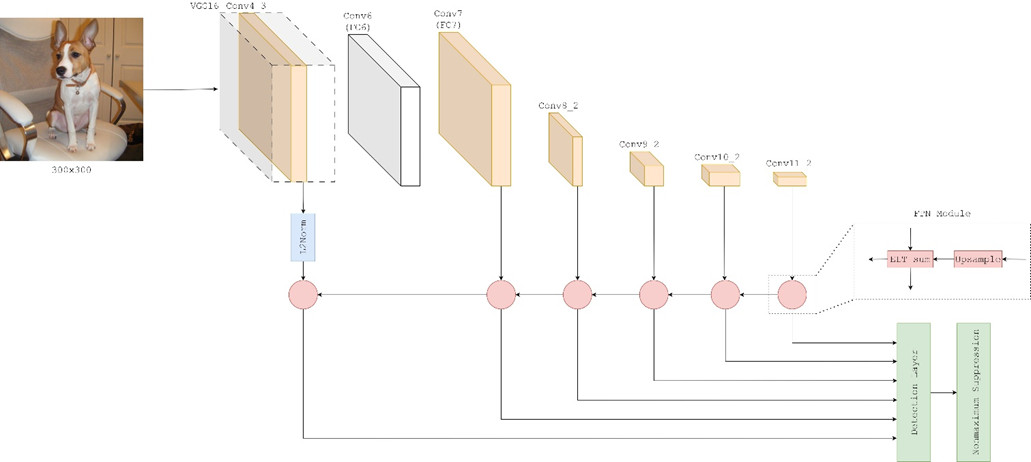 VGG16 Conv4_3
Conv6
(FC6)
Conv7
(FC7)
Conv8_2
Conv9_2
Conv10_2
Conv11_2
300x300
L2Norm
FPN Module
ELT sum
Upsample
Detection Layer
Nonmaximum Suppression